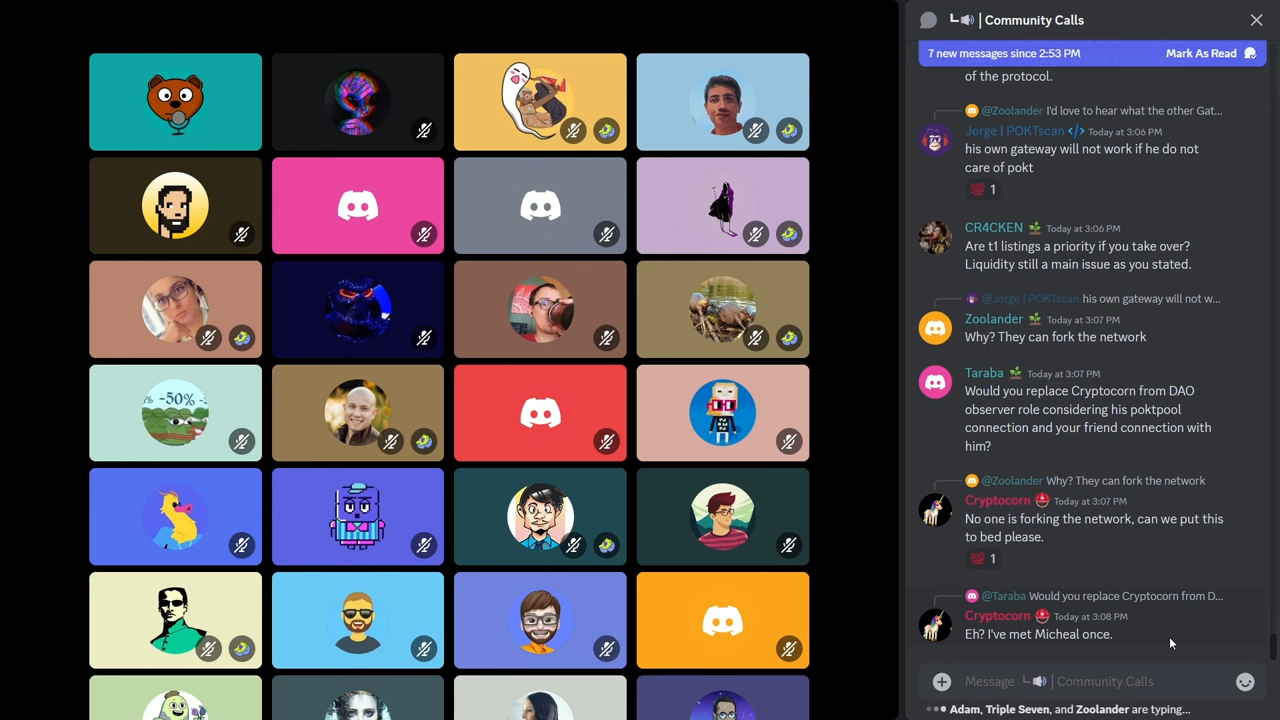 └🔊 | Community Calls
7 new messages since 2:53 PM
Mark As Read
of the protocol.
@Zoolander I'd love to hear what the other Gat...
Jorge | POKTscan </> Today at 3:06 PM
his own gateway will not work if he do not
care of pokt
💯 1
CR4CKEN 🌱 Today at 3:06 PM
Are t1 listings a priority if you take over?
Liquidity still a main issue as you stated.
@Jorge | POKTscan his own gateway will not w...
Zoolander 🌱 Today at 3:07 PM
Why? They can fork the network
Taraba 🌱 Today at 3:07 PM
Would you replace Cryptocorn from DAO
observer role considering his poktpool
connection and your friend connection with
him?
@Zoolander Why? They can fork the network
Cryptocorn Today at 3:07 PM
No one is forking the network, can we put this
to bed please.
💯 1
@Taraba Would you replace Cryptocorn from D...
Cryptocorn Today at 3:08 PM
Eh? I've met Micheal once.
Message └🔊 | Community Calls
Adam, Triple Seven, and Zoolander are typing...
-50%